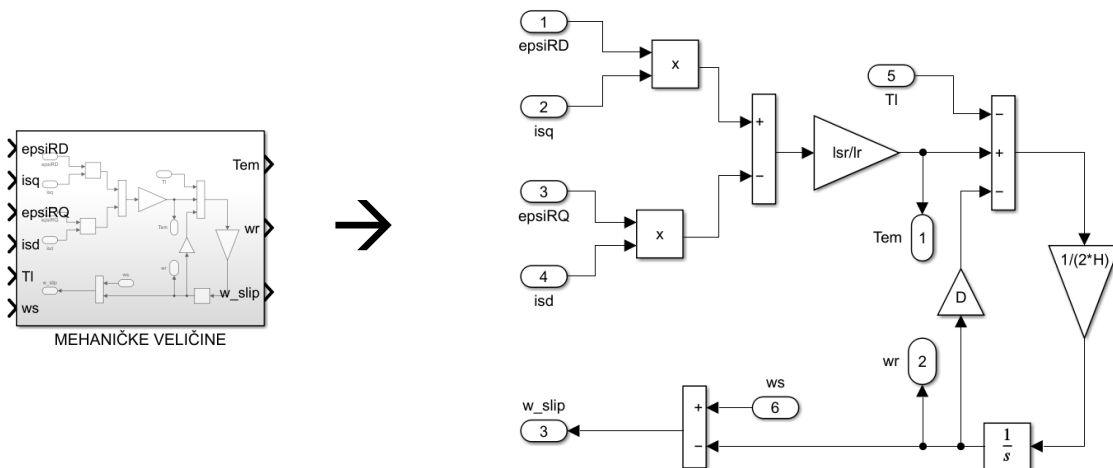 epsiRD
isq
epsiRQ
isd
Tl
ws
Tem
wr
w_slip
MEHANIČKE VELIČINE
1
epsiRD
2
isq
x
3
epsiRQ
4
isd
x
+
−
lsr/lr
5
Tl
−
+
−
Tem
1
1/(2*H)
D
wr
2
ws
6
w_slip
3
+
−
1
s